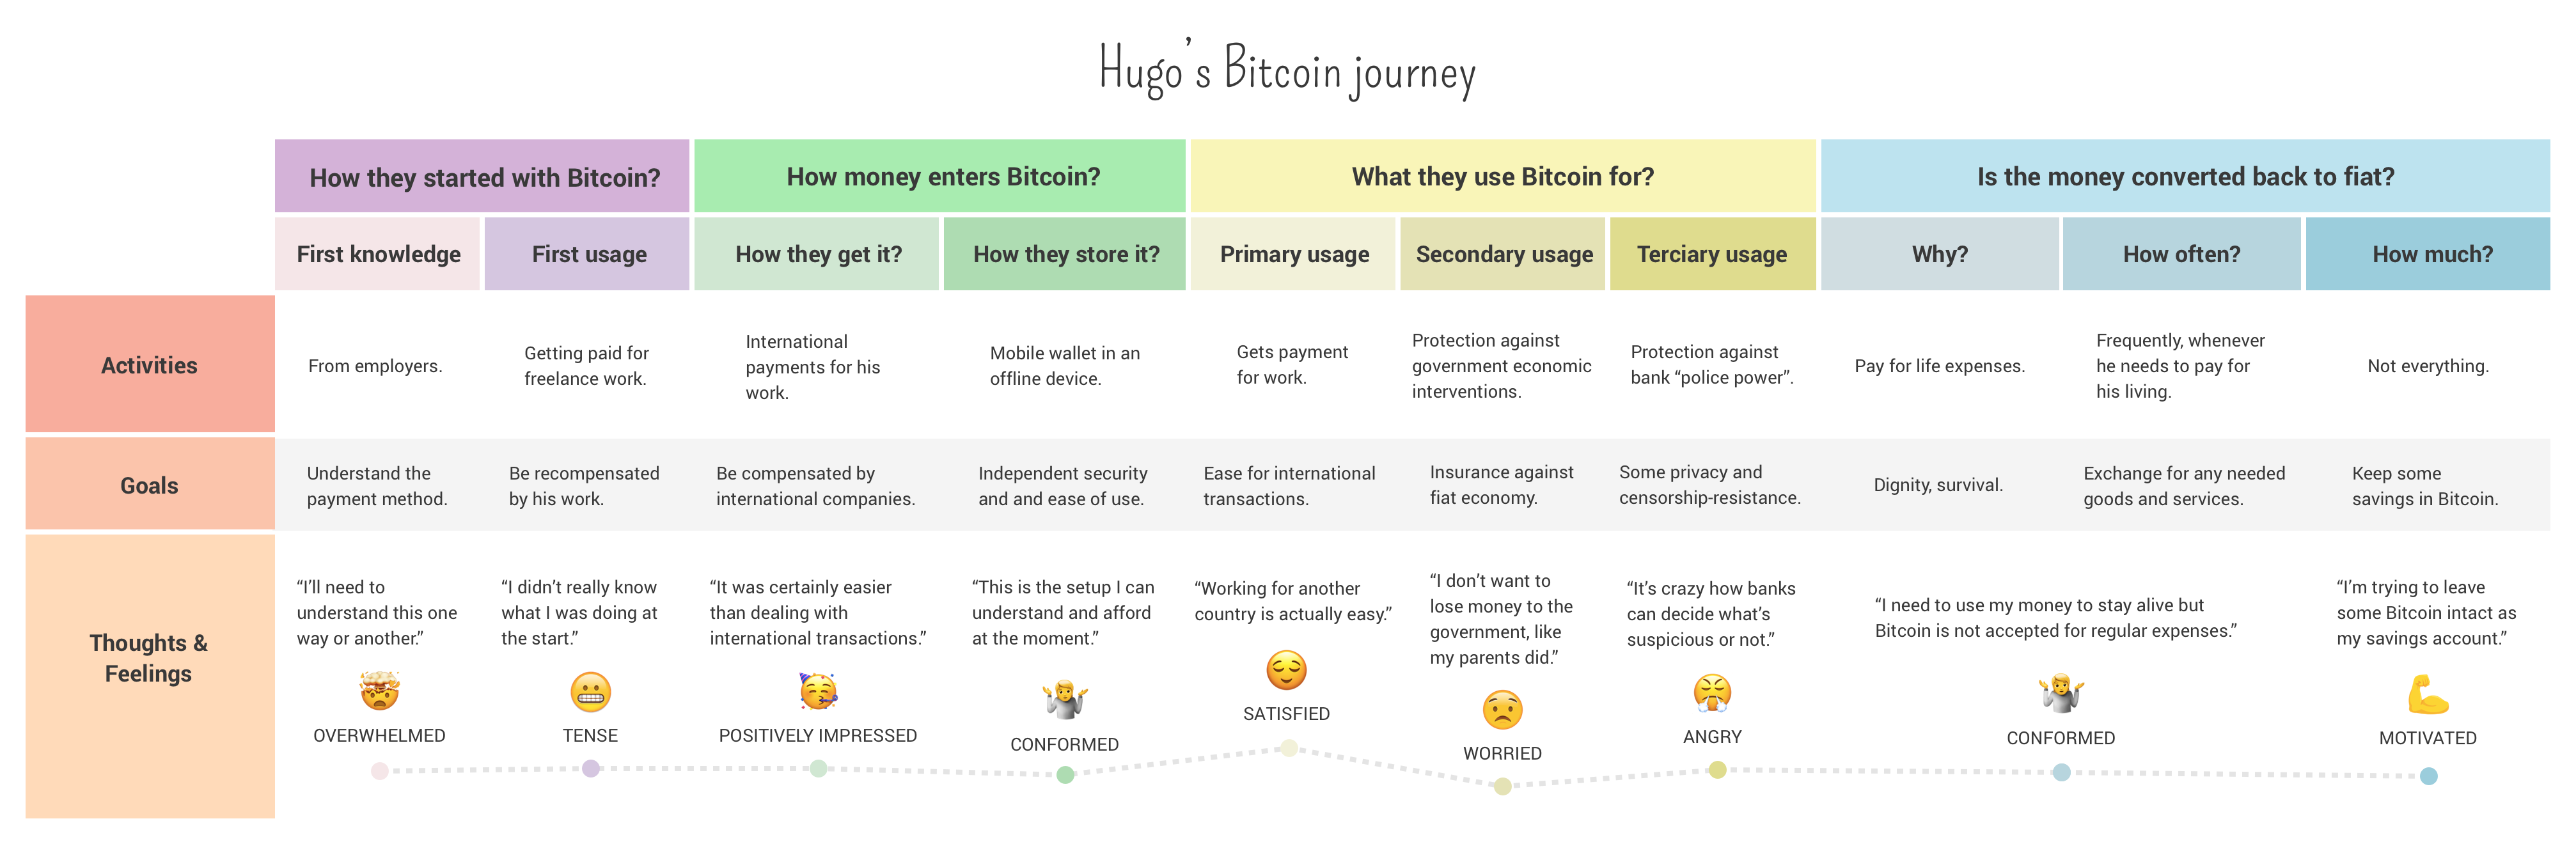 Hugo's Bitcoin journey
How they started with Bitcoin?
How money enters Bitcoin?
What they use Bitcoin for?
Is the money converted back to fiat?
First knowledge
First usage
How they get it?
How they store it?
Primary usage
Secondary usage
Terciary usage
Why?
How often?
How much?
Activities
From employers.
Getting paid for
freelance work.
International
payments for his
work.
Mobile wallet in an
offline device.
Gets payment
for work.
Protection against
government economic
interventions.
Protection against
bank “police power”.
Pay for life expenses.
Frequently, whenever
he needs to pay for
his living.
Not everything.
Goals
Understand the
payment method.
Be recompensated
by his work.
Be compensated by
international companies.
Independent security
and and ease of use.
Ease for international
transactions.
Insurance against
fiat economy.
Some privacy and
censorship-resistance.
Dignity, survival.
Exchange for any needed
goods and services.
Keep some
savings in Bitcoin.
Thoughts &
Feelings
“I’ll need to
understand this one
way or another.”
OVERWHELMED
“I didn’t really know
what I was doing at
the start.”
TENSE
“It was certainly easier
than dealing with
international transactions.”
POSITIVELY IMPRESSED
“This is the setup I can
understand and afford
at the moment.”
CONFORMED
“Working for another
country is actually easy.”
SATISFIED
“I don’t want to
lose money to the
government, like
my parents did.”
WORRIED
“It’s crazy how banks
can decide what’s
suspicious or not.”
ANGRY
“I need to use my money to stay alive but
Bitcoin is not accepted for regular expenses.”
CONFORMED
“I’m trying to leave
some Bitcoin intact as
my savings account.”
MOTIVATED